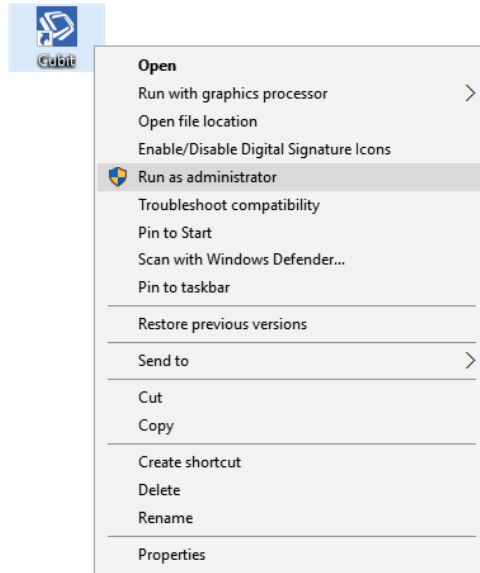 Cubit
Open
Run with graphics processor
Open file location
Enable/Disable Digital Signature Icons
Run as administrator
Troubleshoot compatibility
Pin to Start
Scan with Windows Defender...
Pin to taskbar
Restore previous versions
Send to
Cut
Copy
Create shortcut
Delete
Rename
Properties